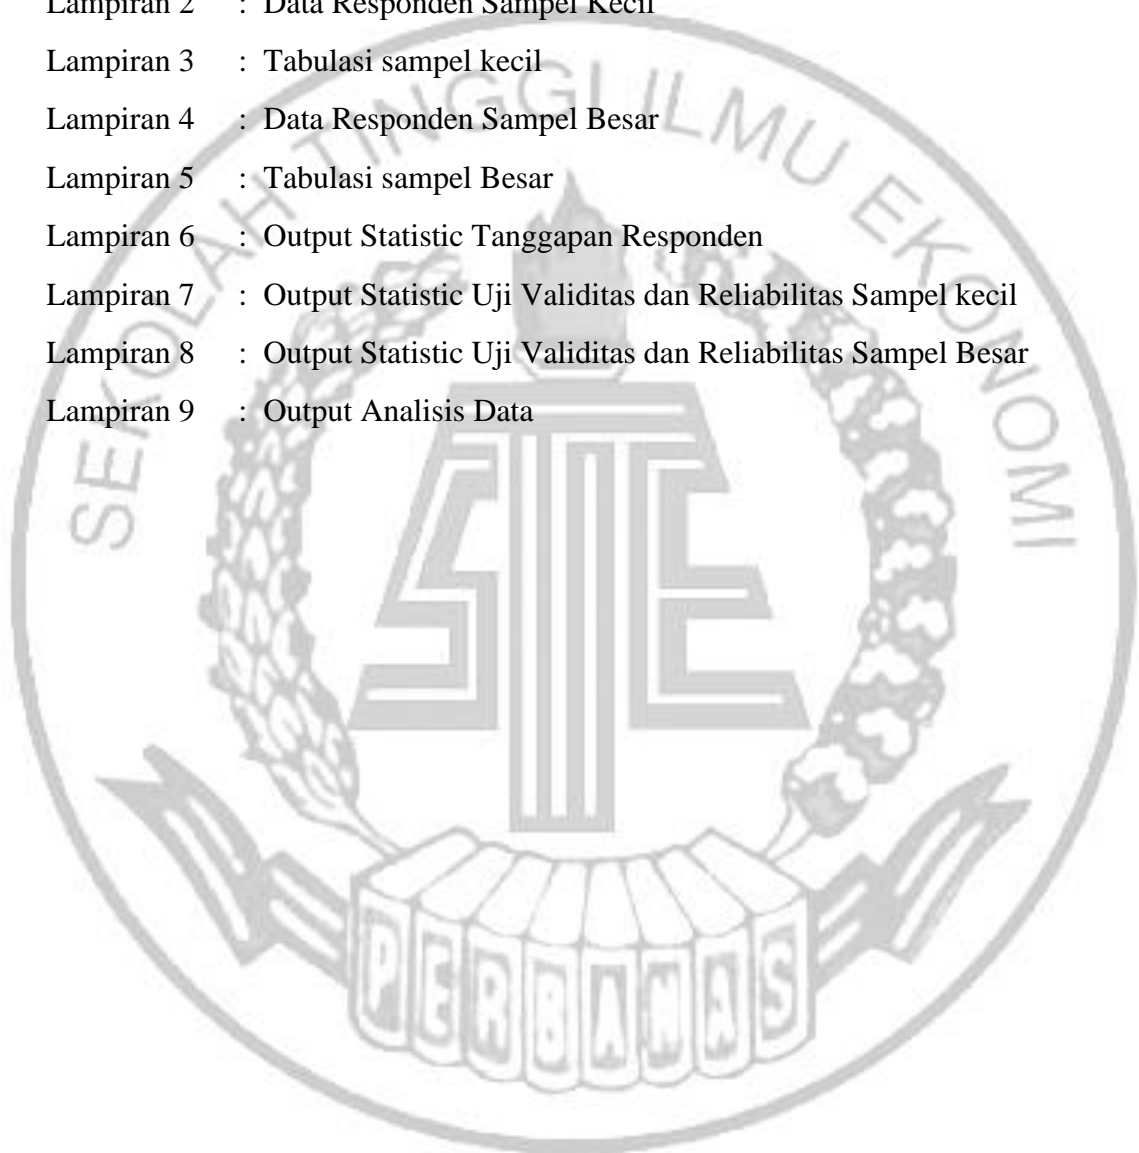 Lampiran 2 : Data Responden Sampel Kecil
Lampiran 3 : Tabulasi sampel kecil
Lampiran 4 : Data Responden Sampel Besar
Lampiran 5 : Tabulasi sampel Besar
Lampiran 6 : Output Statistic Tanggapan Responden
Lampiran 7 : Output Statistic Uji Validitas dan Reliabilitas Sampel kecil
Lampiran 8 : Output Statistic Uji Validitas dan Reliabilitas Sampel Besar
Lampiran 9 : Output Analisis Data
SEKOLAH TINGGI ILMU EKONOMI
STIE
PERBANAS